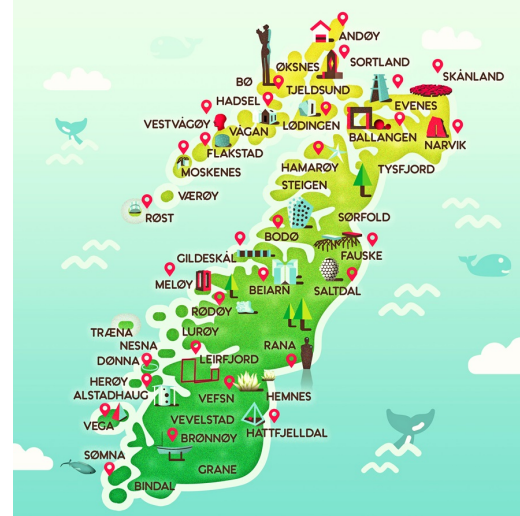 ANDØY
ØKSNES
SORTLAND
BØ
TJELDSUND
SKÅNLAND
HADSEL
EVENES
VESTVÅGØY
VÅGAN
LØDINGEN
BALLANGEN
NARVIK
FLAKSTAD
MOSKENES
HAMARØY
TYSFJORD
STEIGEN
VÆRØY
RØST
SØRFOLD
BODØ
FAUSKE
GILDESKÅL
MELØY
BEIARN
SALTDAL
RØDØY
TRÆNA
LURØY
NESNA
RANA
DØNNA
LEIRFJORD
HERØY
ALSTADHAUG
VEFSN
HEMNES
VEGA
VEVELSTAD
HATTFJELLDAL
BRØNNØY
SØMNA
GRANE
BINDAL